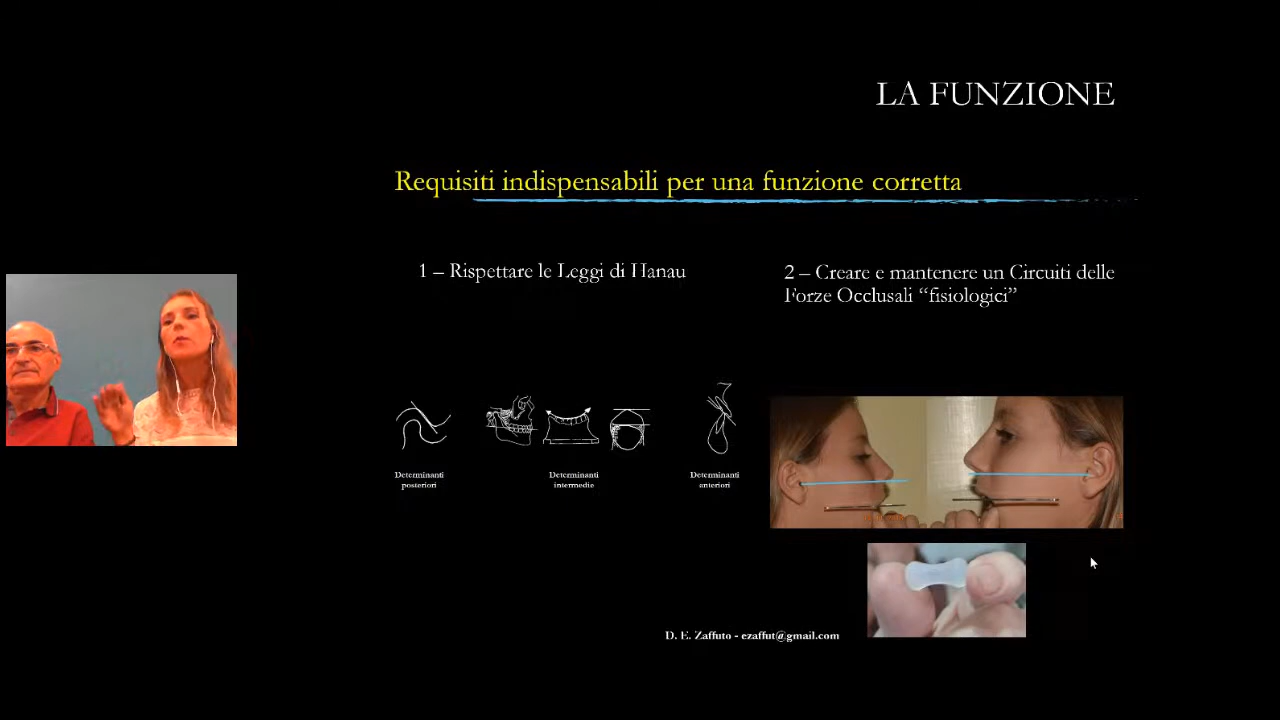 LA FUNZIONE
Requisiti indispensabili per una funzione corretta
1 – Rispettare le Leggi di Hanau
2 – Creare e mantenere un Circuiti delle
Forze Occlusali “fisiologici”
Determinanti
posteriori
Determinanti
intermedie
Determinanti
anteriori
D. E. Zaffuto - ezaffut@gmail.com